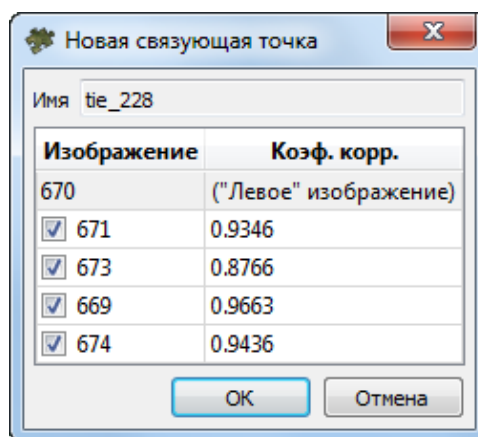 Новая связующая точка
Имя tie_228
Изображение Коэф. корр.
670 ("Левое" изображение)
671 0.9346
673 0.8766
669 0.9663
674 0.9436
OK Отмена